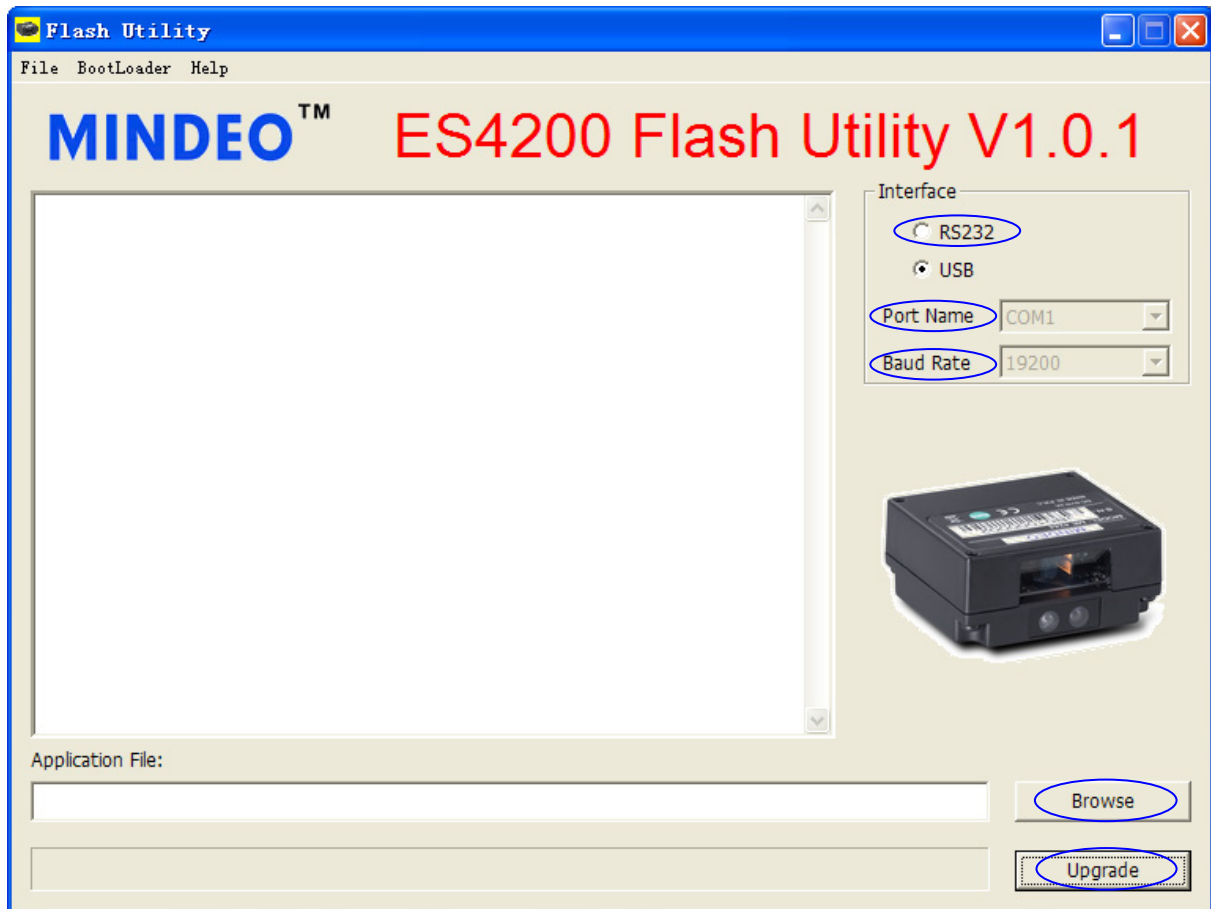 Flash Utility
File BootLoader Help
MINDEO™ ES4200 Flash Utility V1.0.1
Interface
RS232
USB
Port Name COM1
Baud Rate 19200
MINDEO
Application File:
Browse
Upgrade